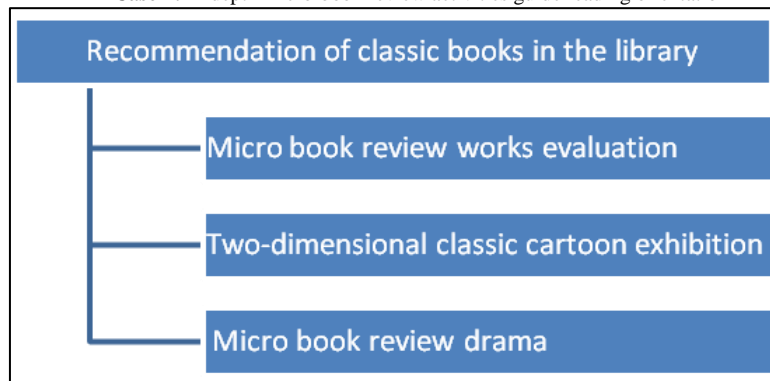 Recommendation of classic books in the library
Micro book review works evaluation
Two-dimensional classic cartoon exhibition
Micro book review drama